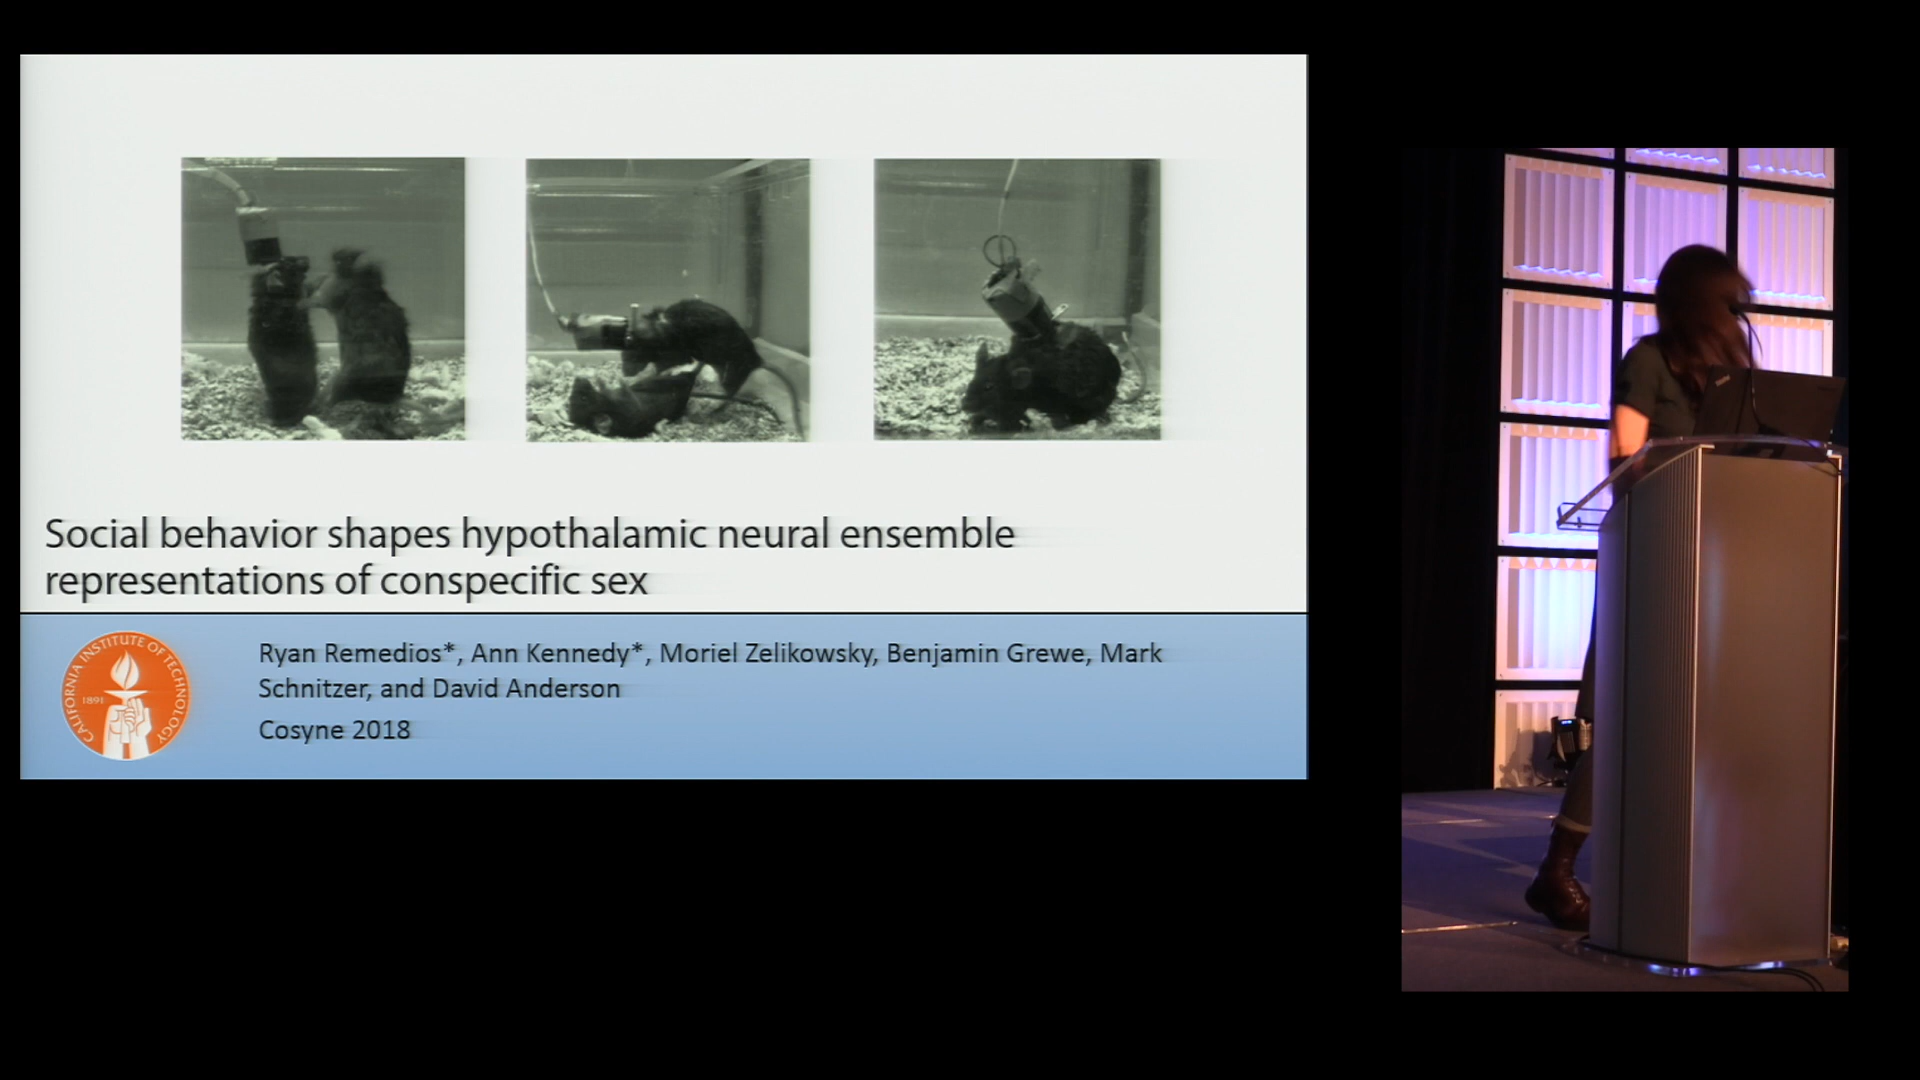 Social behavior shapes hypothalamic neural ensemble
representations of conspecific sex
CALIFORNIA INSTITUTE OF TECHNOLOGY
1891
Ryan Remedios*, Ann Kennedy*, Moriel Zelikowsky, Benjamin Grewe, Mark
Schnitzer, and David Anderson
Cosyne 2018